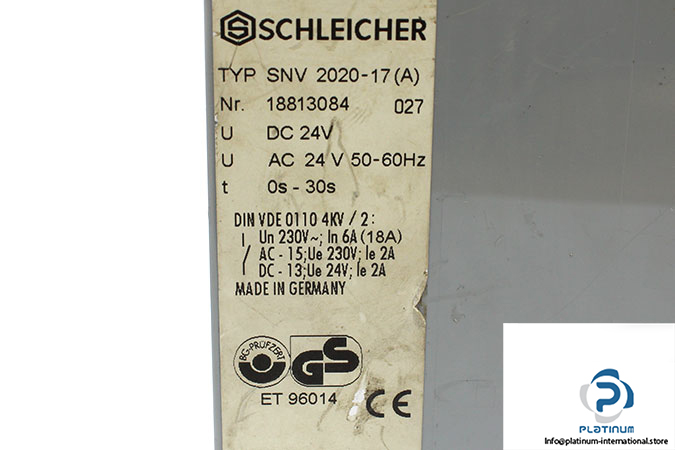 SCHLEICHER
TYP SNV 2020-17 (A)
Nr. 18813084 027
U DC 24V
U AC 24 V 50-60Hz
t 0s - 30s
DIN VDE 0110 4KV / 2:
Un 230V~; In 6A (18A)
AC - 15; Ue 230V; Ie 2A
DC - 13; Ue 24V; Ie 2A
MADE IN GERMANY
BG-PRÜFZERT
GS
ET 96014 CE
PLATINUM
Info@platinum-international.store